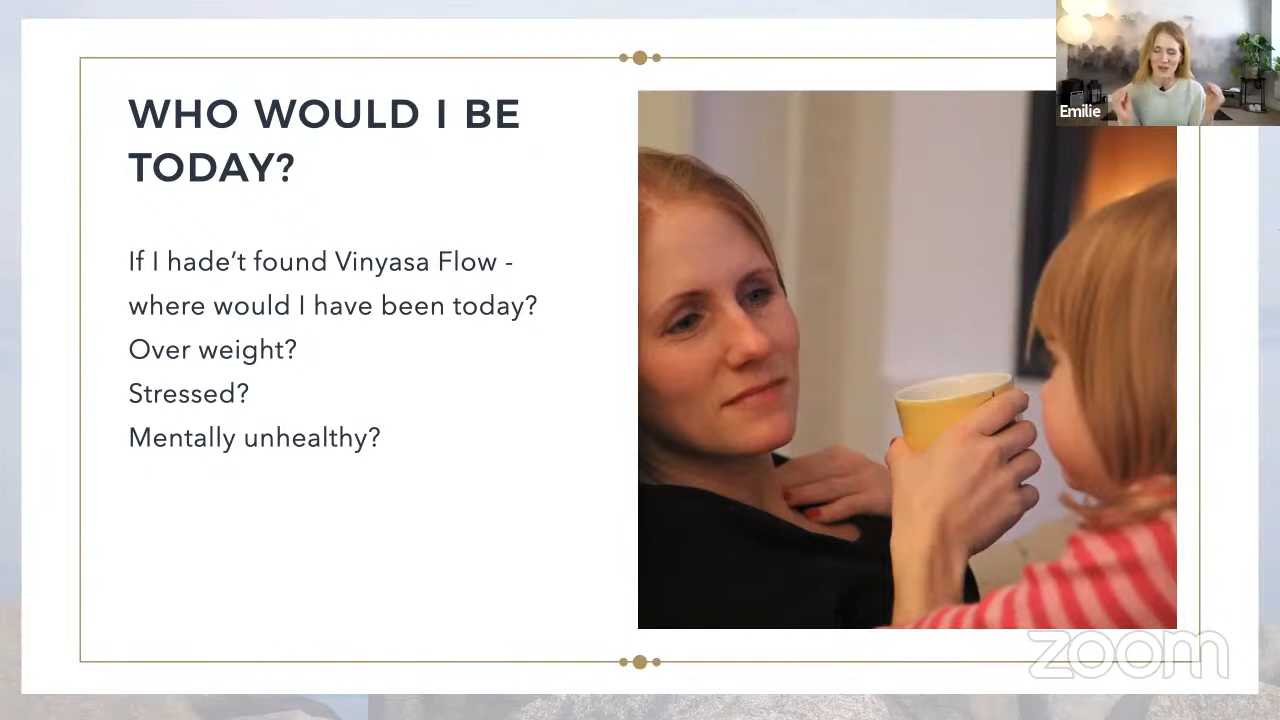 WHO WOULD I BE
TODAY?
If I hade't found Vinyasa Flow -
where would I have been today?
Over weight?
Stressed?
Mentally unhealthy?
Emilie
zoom